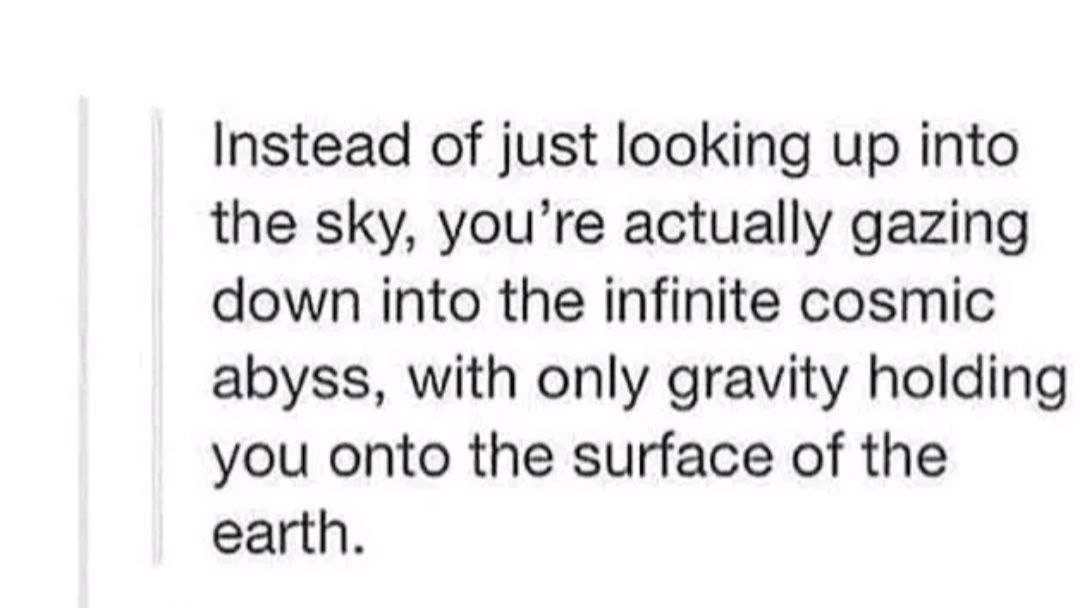 Instead of just looking up into
the sky, you’re actually gazing
down into the infinite cosmic
abyss, with only gravity holding
you onto the surface of the
earth.